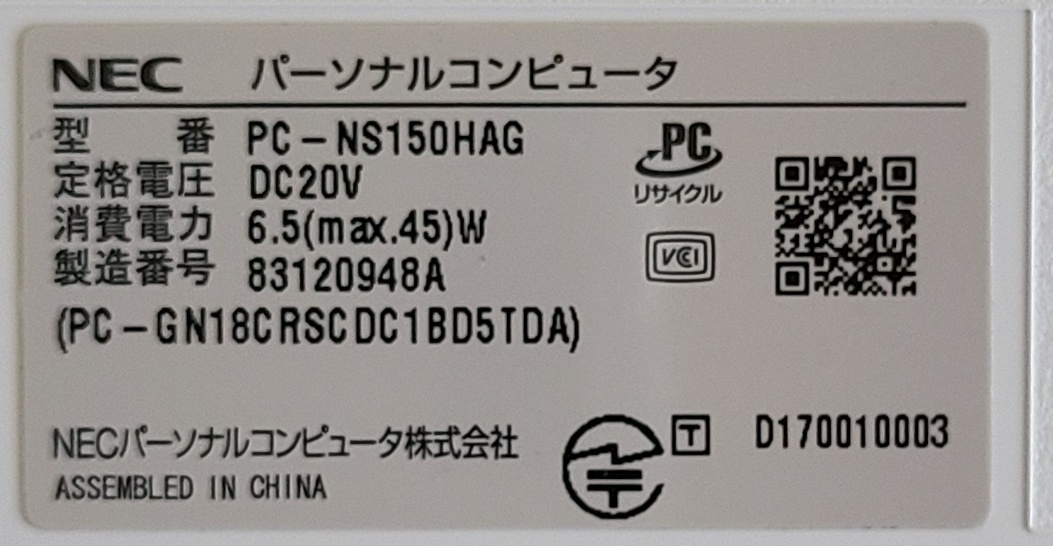 NEC パーソナルコンピュータ
型番 PC-NS150HAG
定格電圧 DC20V
消費電力 6.5(max.45)W
製造番号 83120948A
(PC-GN18CRSCDC1BD5TDA)
PC
リサイクル
VCI
NECパーソナルコンピュータ株式会社
ASSEMBLED IN CHINA
T D170010003